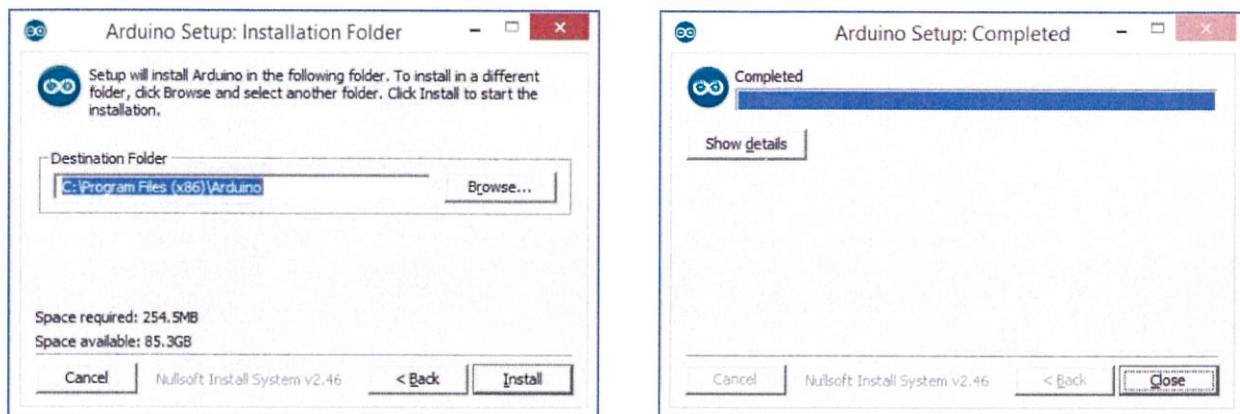 Arduino Setup: Installation Folder
Setup will install Arduino in the following folder. To install in a different
folder, click Browse and select another folder. Click Install to start the
installation.
Destination Folder
C:\Program Files (x86)\Arduino
Browse...
Space required: 254.5MB
Space available: 85.3GB
Cancel
Nullsoft Install System v2.46
< Back
Install
Arduino Setup: Completed
Completed
Show details
Cancel
Nullsoft Install System v2.46
< Back
Close